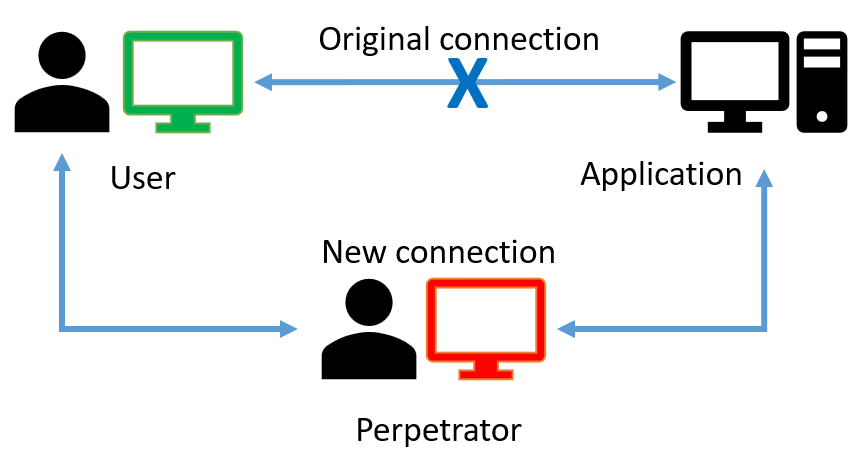 Original connection
X
User
Application
New connection
Perpetrator